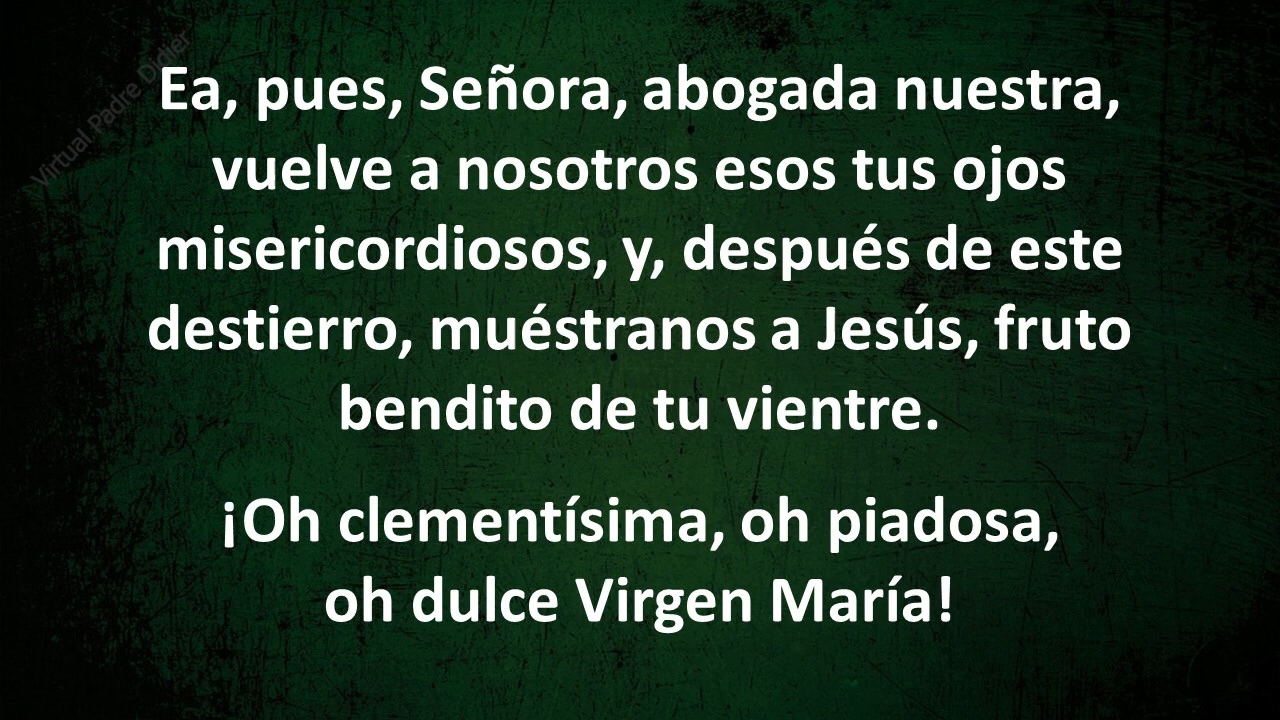 Virtual Padre Didier
Ea, pues, Señora, abogada nuestra,
vuelve a nosotros esos tus ojos
misericordiosos, y, después de este
destierro, muéstranos a Jesús, fruto
bendito de tu vientre.
¡Oh clementísima, oh piadosa,
oh dulce Virgen María!